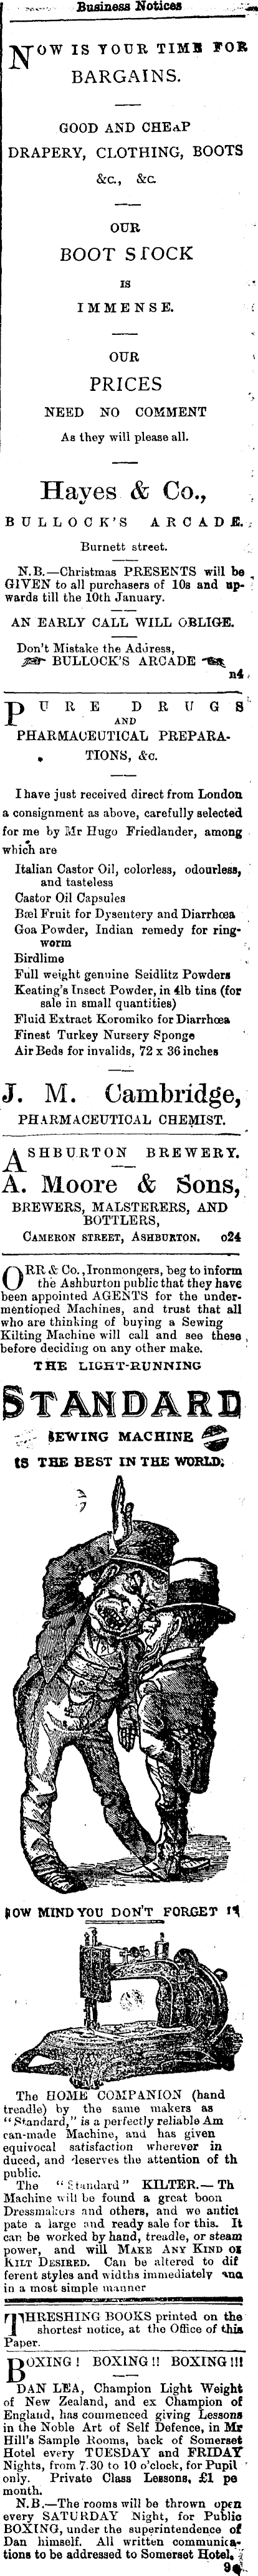 Business Notices
NOW IS YOUR TIME FOR
BARGAINS.
GOOD AND CHEAP
DRAPERY, CLOTHING, BOOTS
&c., &c.
OUR
BOOT STOCK
IS
IMMENSE.
OUR
PRICES
NEED NO COMMENT
As they will please all.
Hayes & Co.,
BULLOCK'S ARCADE.
Burnett street.
N.B.—Christmas PRESENTS will be
GIVEN to all purchasers of 10s and up-
wards till the 10th January.
AN EARLY CALL WILL OBLIGE.
Don't Mistake the Address,
BULLOCK'S ARCADE
n4
PURE DRUGS
AND
PHARMACEUTICAL PREPARA-
TIONS, &c.
I have just received direct from London
a consignment as above, carefully selected
for me by Mr Hugo Friedlander, among
which are
Italian Castor Oil, colorless, odourless,
and tasteless
Castor Oil Capsules
Bœl Fruit for Dysentery and Diarrhœa
Goa Powder, Indian remedy for ring-
worm
Birdlime
Full weight genuine Seidlitz Powders
Keating's Insect Powder, in 4lb tins (for
sale in small quantities)
Fluid Extract Koromiko for Diarrhœa
Finest Turkey Nursery Sponge
Air Beds for invalids, 72 x 36 inches
J. M. Cambridge,
PHARMACEUTICAL CHEMIST.
ASHBURTON BREWERY.
A. Moore & Sons,
BREWERS, MALSTERERS, AND
BOTTLERS,
CAMERON STREET, ASHBURTON. o24
ORR & Co., Ironmongers, beg to inform
the Ashburton public that they have
been appointed AGENTS for the under-
mentioned Machines, and trust that all
who are thinking of buying a Sewing
Kilting Machine will call and see these
before deciding on any other make.
THE LIGHT-RUNNING
STANDARD
SEWING MACHINE
IS THE BEST IN THE WORLD.
NOW MIND YOU DON'T FORGET IT
The HOME COMPANION (hand
treadle) by the same makers as
"Standard," is a perfectly reliable Am
can-made Machine, and has given
equivocal satisfaction wherever in
duced, and deserves the attention of th
public.
The "Standard" KILTER.—Th
Machine will be found a great boon
Dressmakers and others, and we antici
pate a large and ready sale for this. It
can be worked by hand, treadle, or steam
power, and will MAKE ANY KIND OF
KILT DESIRED. Can be altered to dif
ferent styles and widths immediately and
in a most simple manner
THRESHING BOOKS printed on the
shortest notice, at the Office of this
Paper.
BOXING! BOXING!! BOXING!!!
DAN LEA, Champion Light Weight
of New Zealand, and ex Champion of
England, has commenced giving Lessons
in the Noble Art of Self Defence, in Mr
Hill's Sample Rooms, back of Somerset
Hotel every TUESDAY and FRIDAY
Nights, from 7.30 to 10 o'clock, for Pupil
only. Private Class Lessons, £1 pe
month.
N.B.—The rooms will be thrown open
every SATURDAY Night, for Public
BOXING, under the superintendence of
Dan himself. All written communica-
tions to be addressed to Somerset Hotel.